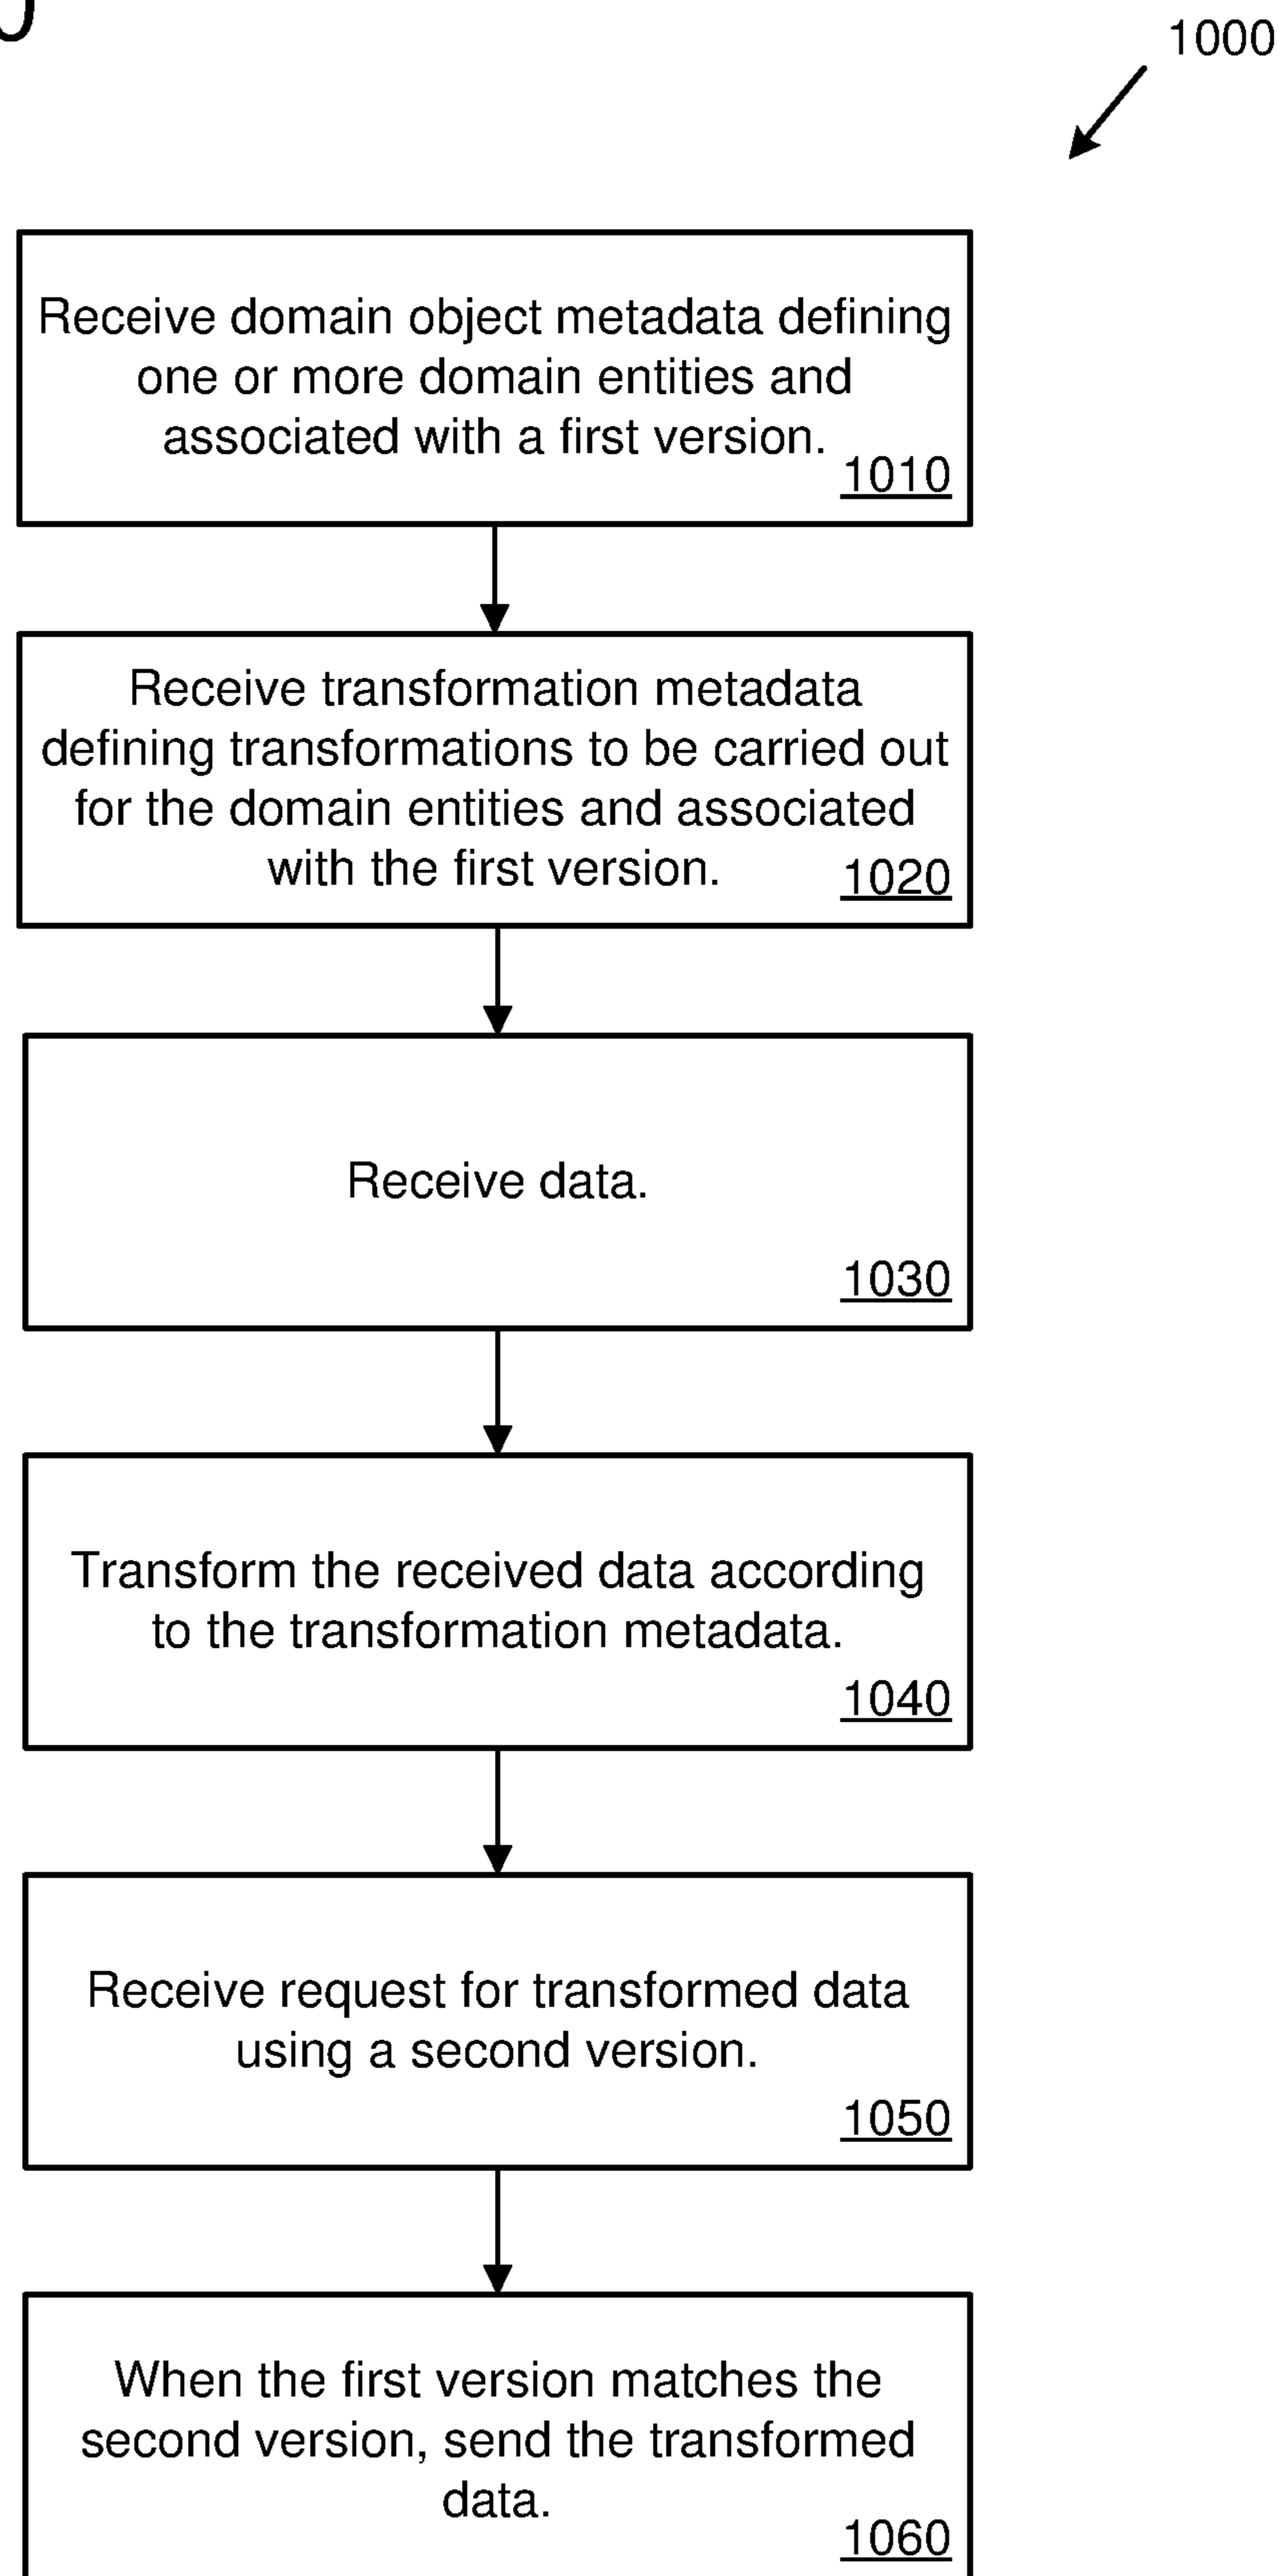 1000
Receive domain object metadata defining
one or more domain entities and
associated with a first version.
1010
Receive transformation metadata
defining transformations to be carried out
for the domain entities and associated
with the first version.
1020
Receive data.
1030
Transform the received data according
to the transformation metadata.
1040
Receive request for transformed data
using a second version.
1050
When the first version matches the
second version, send the transformed
data.
1060